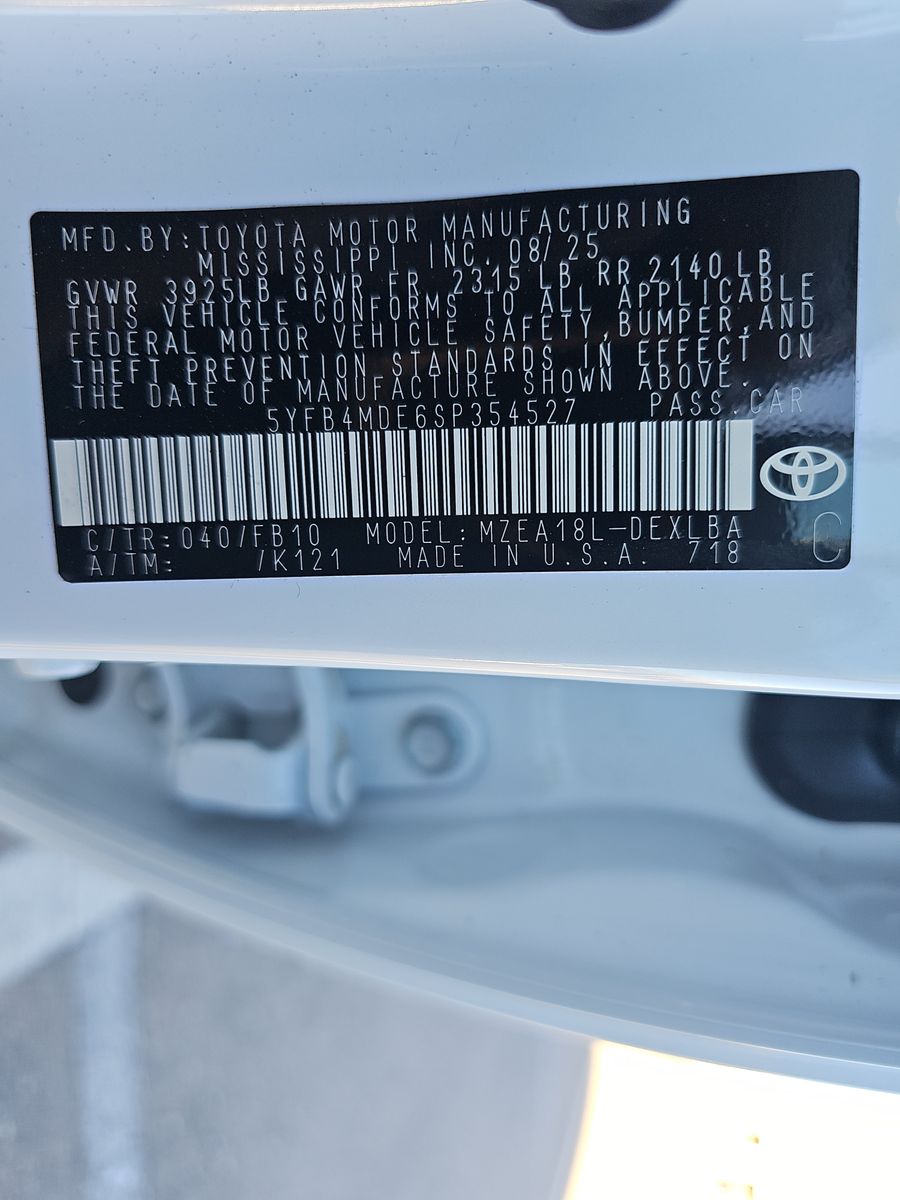 MFD.BY:TOYOTA MOTOR MANUFACTURING
MISSISSIPPI INC. 08/25
GVWR 3925LB GAWR FR 2315 LB RR 2140LB
THIS VEHICLE CONFORMS TO ALL APPLICABLE
FEDERAL MOTOR VEHICLE SAFETY,BUMPER,AND
THEFT PREVENTION STANDARDS IN EFFECT ON
THE DATE OF MANUFACTURE SHOWN ABOVE.
5YFB4MDE6SP354527 PASS.CAR
C/TR:040/FB10 MODEL:MZEA18L-DEXLBA
A/TM: /K121 MADE IN U.S.A. 718 C